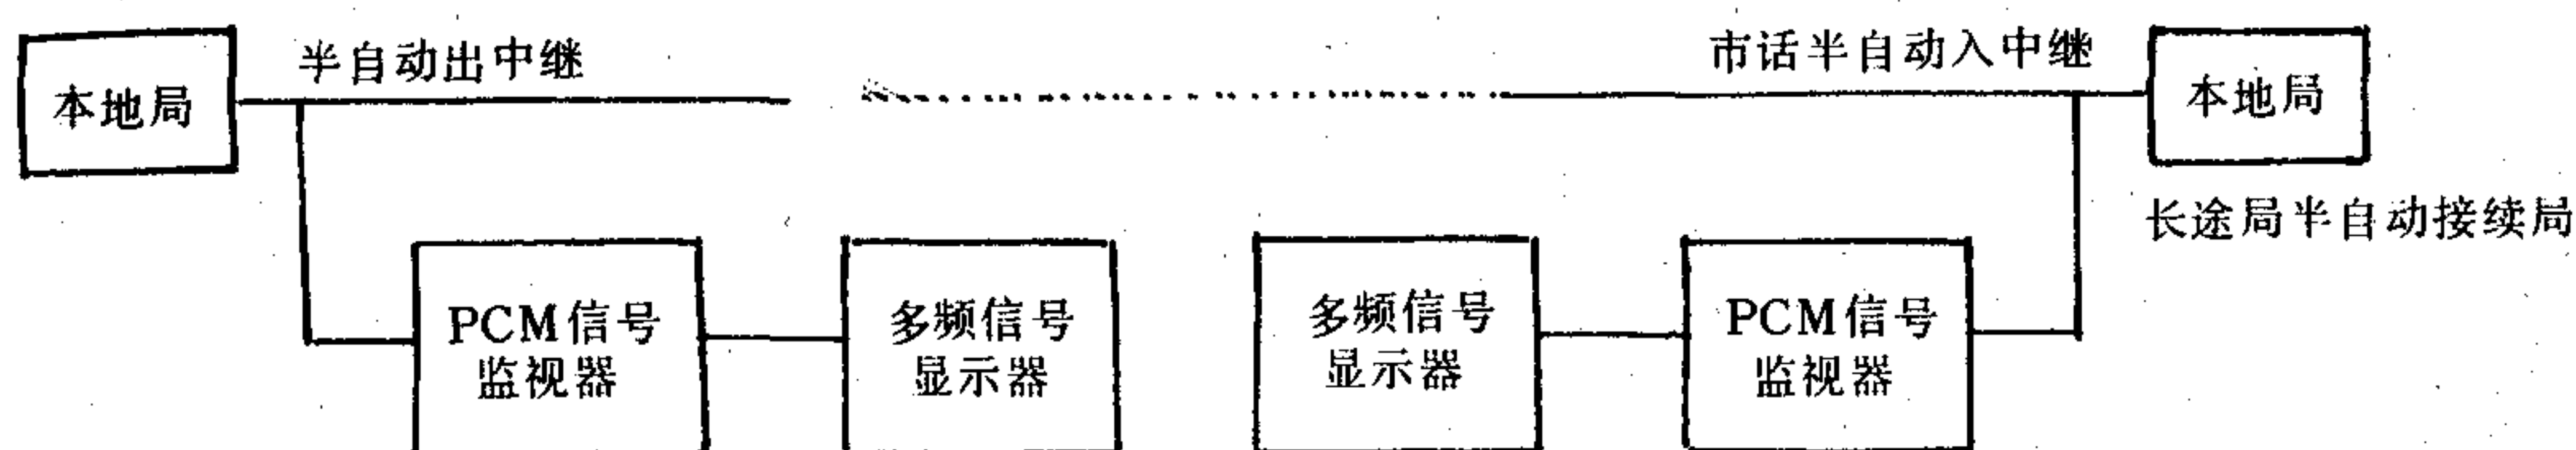 半自动出中继
市话半自动入中继
本地局
本地局
长途局半自动接续局
PCM信号
监视器
多频信号
显示器
多频信号
显示器
PCM信号
监视器